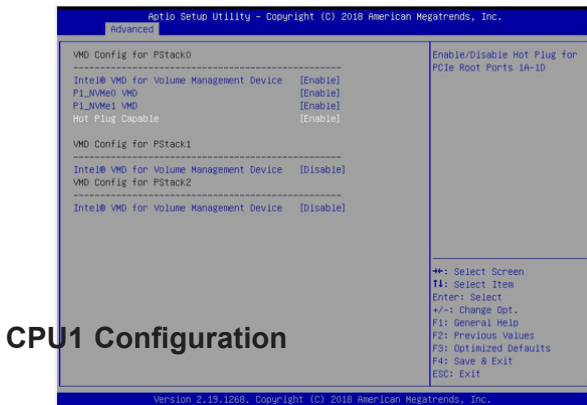 Aptio Setup Utility – Copyright (C) 2018 American Megatrends, Inc.
Advanced
VMD Config for PStack0
Intel® VMD for Volume Management Device [Enable]
P1_NVMe0 VMD [Enable]
P1_NVMe1 VMD [Enable]
Hot Plug Capable [Enable]
VMD Config for PStack1
Intel® VMD for Volume Management Device [Disable]
VMD Config for PStack2
Intel® VMD for Volume Management Device [Disable]
Enable/Disable Hot Plug for
PCIe Root Ports 1A-1D
→←: Select Screen
↑↓: Select Item
Enter: Select
+/-: Change Opt.
F1: General Help
F2: Previous Values
F3: Optimized Defaults
F4: Save & Exit
ESC: Exit
CPU1 Configuration
Version 2.19.1268. Copyright (C) 2018 American Megatrends, Inc.